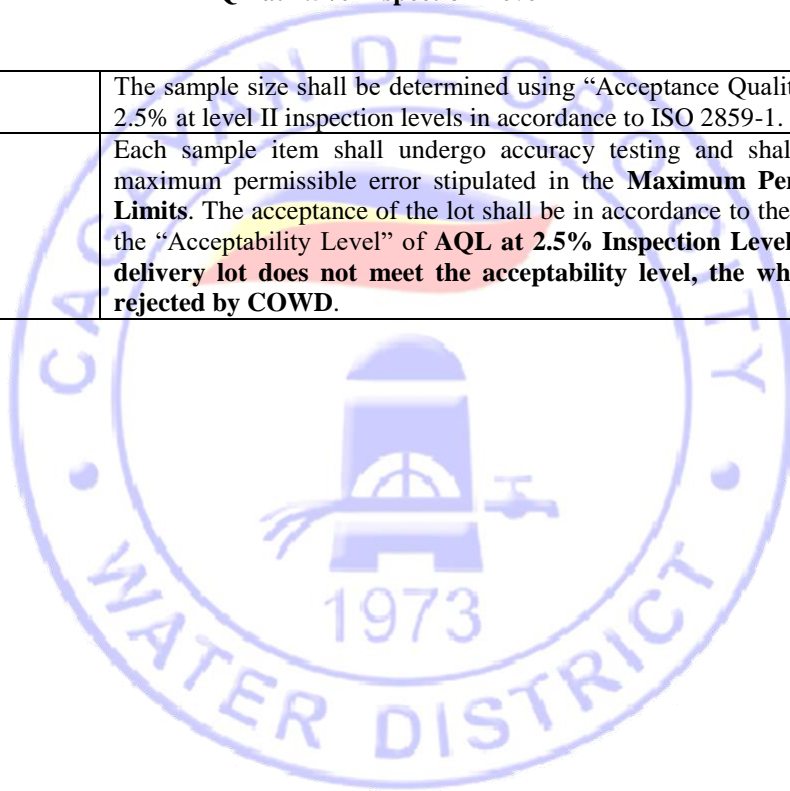 The sample size shall be determined using “Acceptance Qualit
2.5% at level II inspection levels in accordance to ISO 2859-1.
Each sample item shall undergo accuracy testing and shal
maximum permissible error stipulated in the Maximum Per
Limits. The acceptance of the lot shall be in accordance to the
the “Acceptability Level” of AQL at 2.5% Inspection Level
delivery lot does not meet the acceptability level, the wh
rejected by COWD.
CAGAYAN DE ORO CITY
1973
WATER DISTRICT